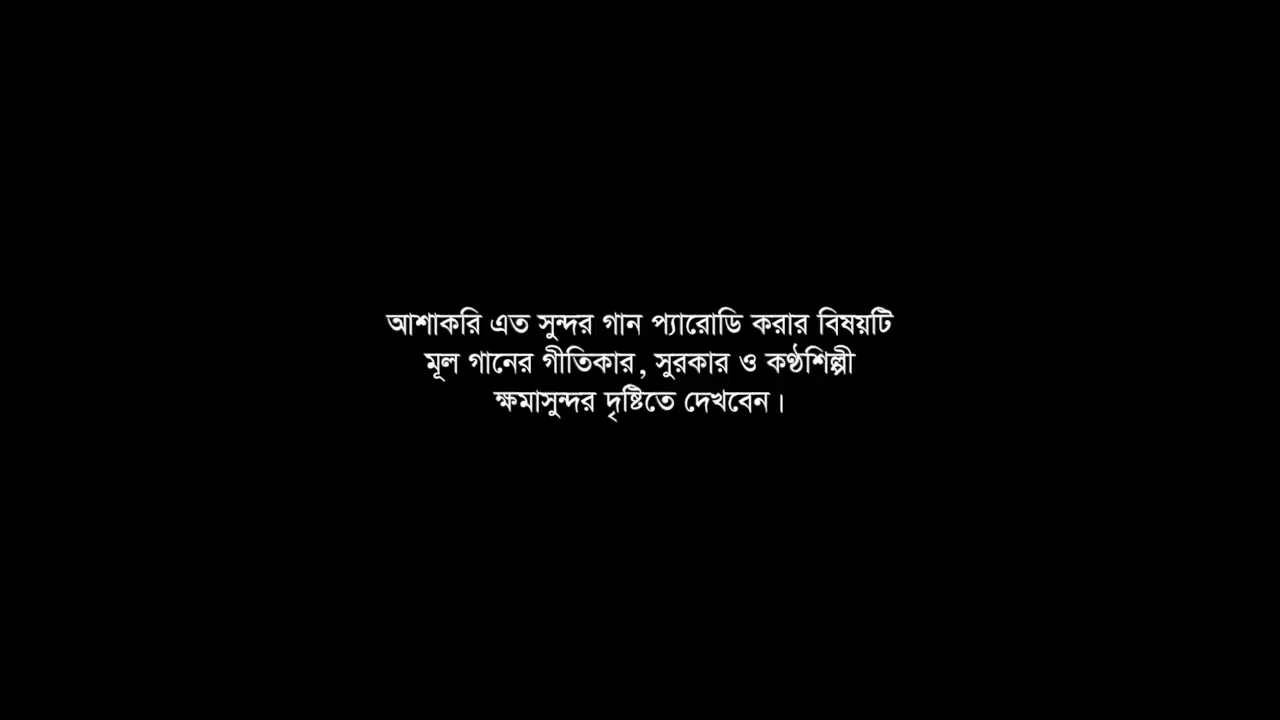 আশাকরি এত সুন্দর গান প্যারোডি করার বিষয়টি
মূল গানের গীতিকার, সুরকার ও কণ্ঠশিল্পী
ক্ষমাসুন্দর দৃষ্টিতে দেখবেন।